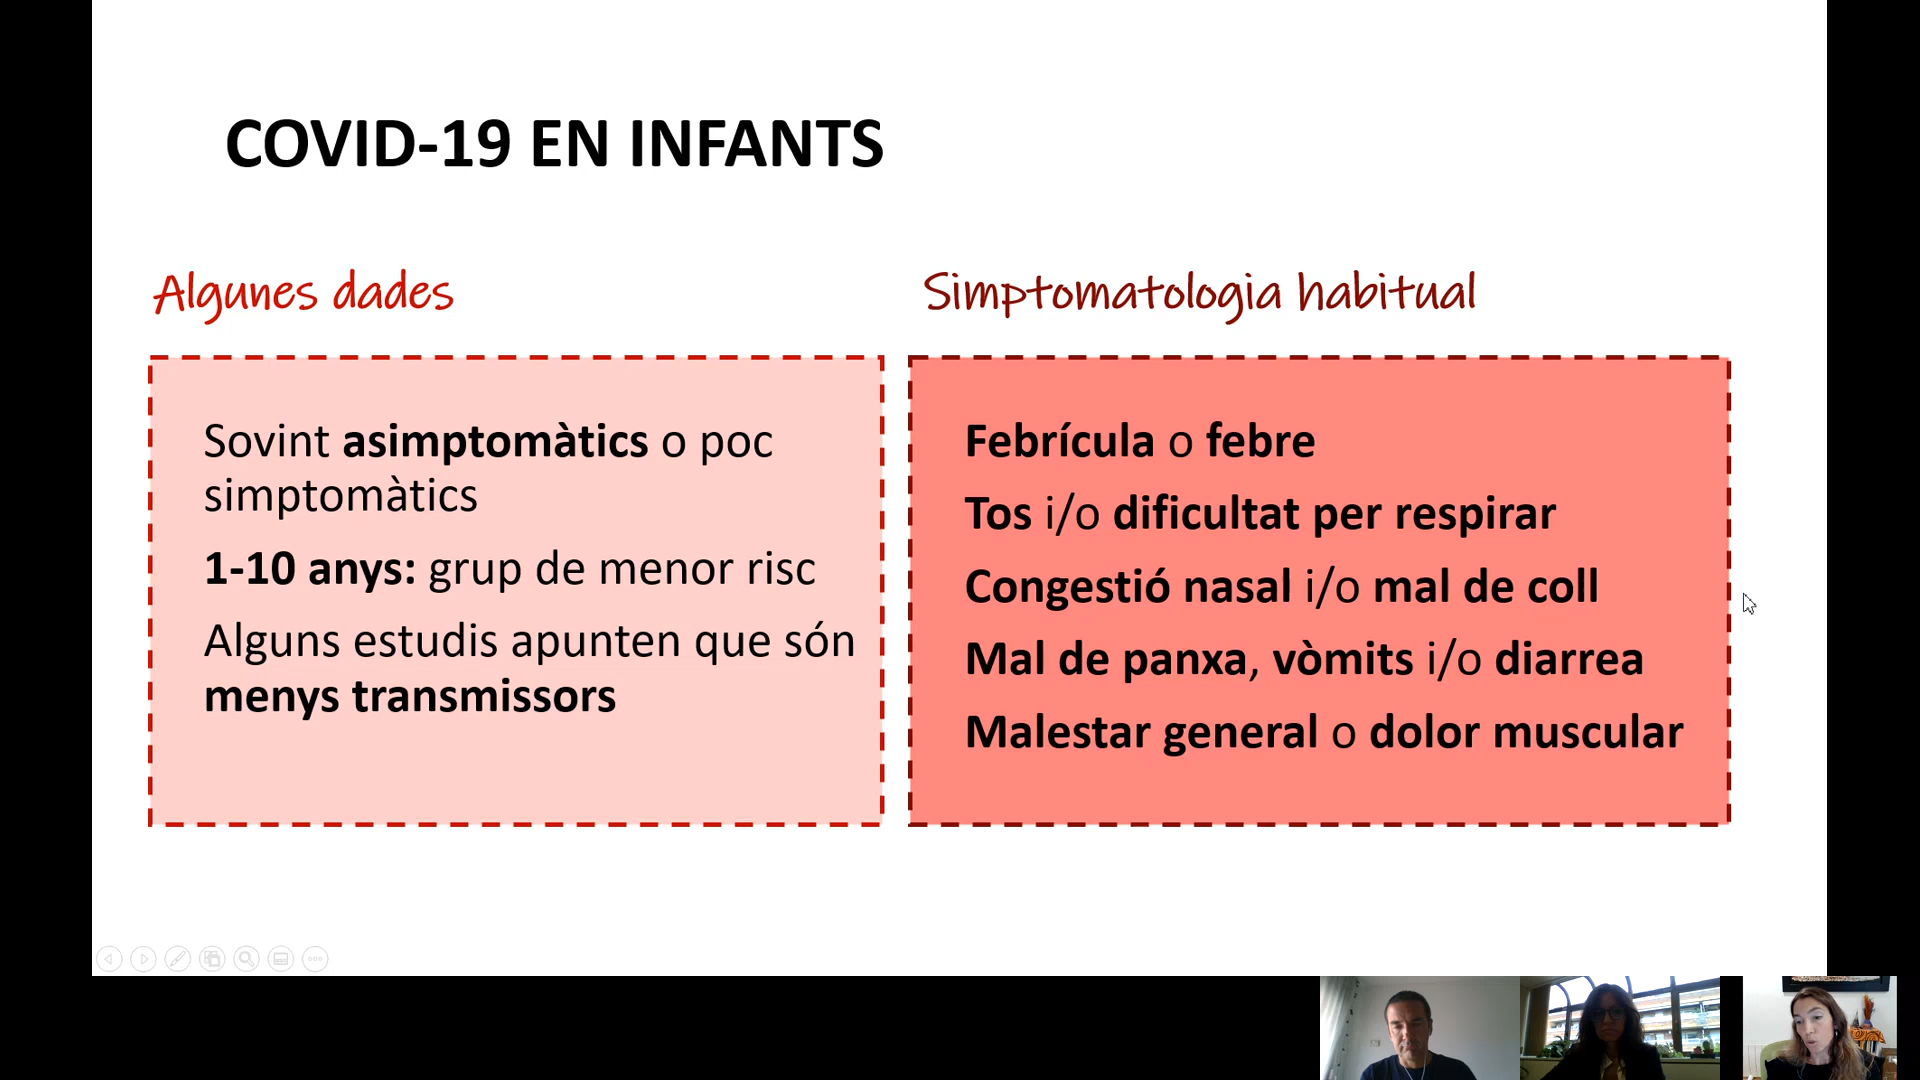 COVID-19 EN INFANTS
Algunes dades
Sovint asimptomàtics o poc
simptomàtics
1-10 anys: grup de menor risc
Alguns estudis apunten que són
menys transmissors
Simptomatologia habitual
Febrícula o febre
Tos i/o dificultat per respirar
Congestió nasal i/o mal de coll
Mal de panxa, vòmits i/o diarrea
Malestar general o dolor muscular